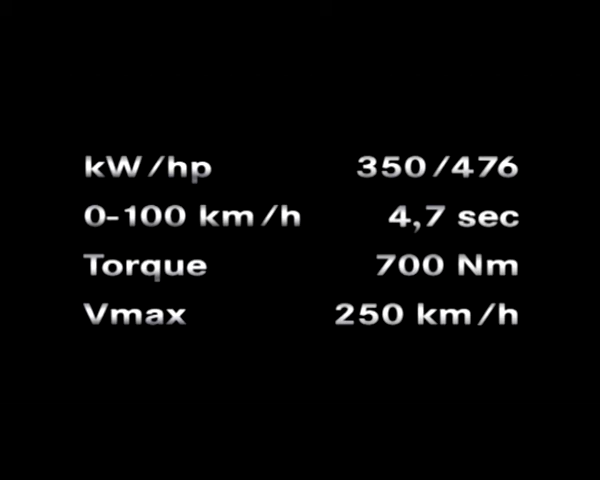 kW/hp 350/476
0-100 km/h 4,7 sec
Torque 700 Nm
Vmax 250 km/h